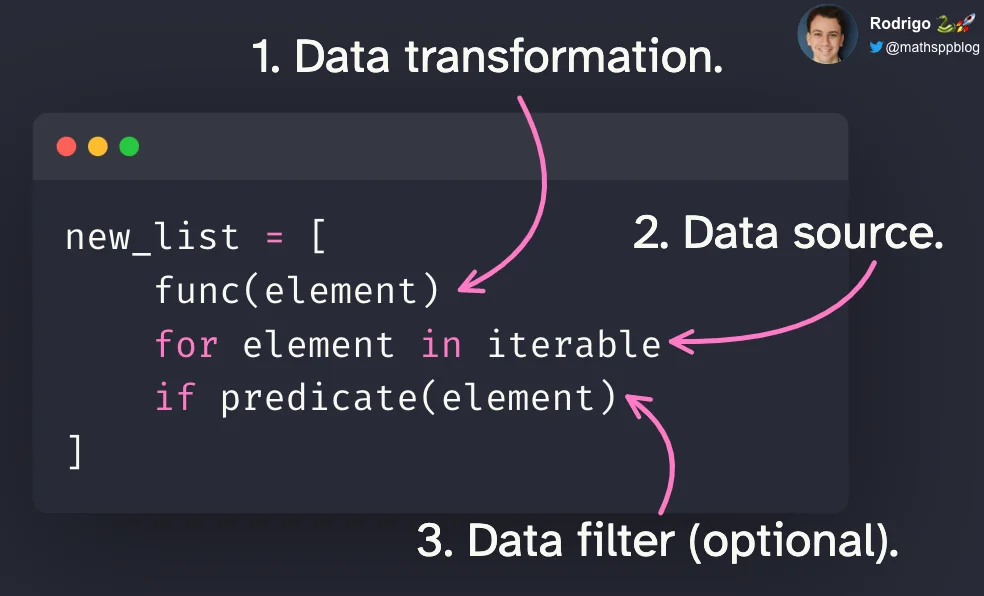 Rodrigo 🐍🚀
@mathsppblog
1. Data transformation.
new_list = [
    func(element)
2. Data source.
    for element in iterable
    if predicate(element)
]
3. Data filter (optional).